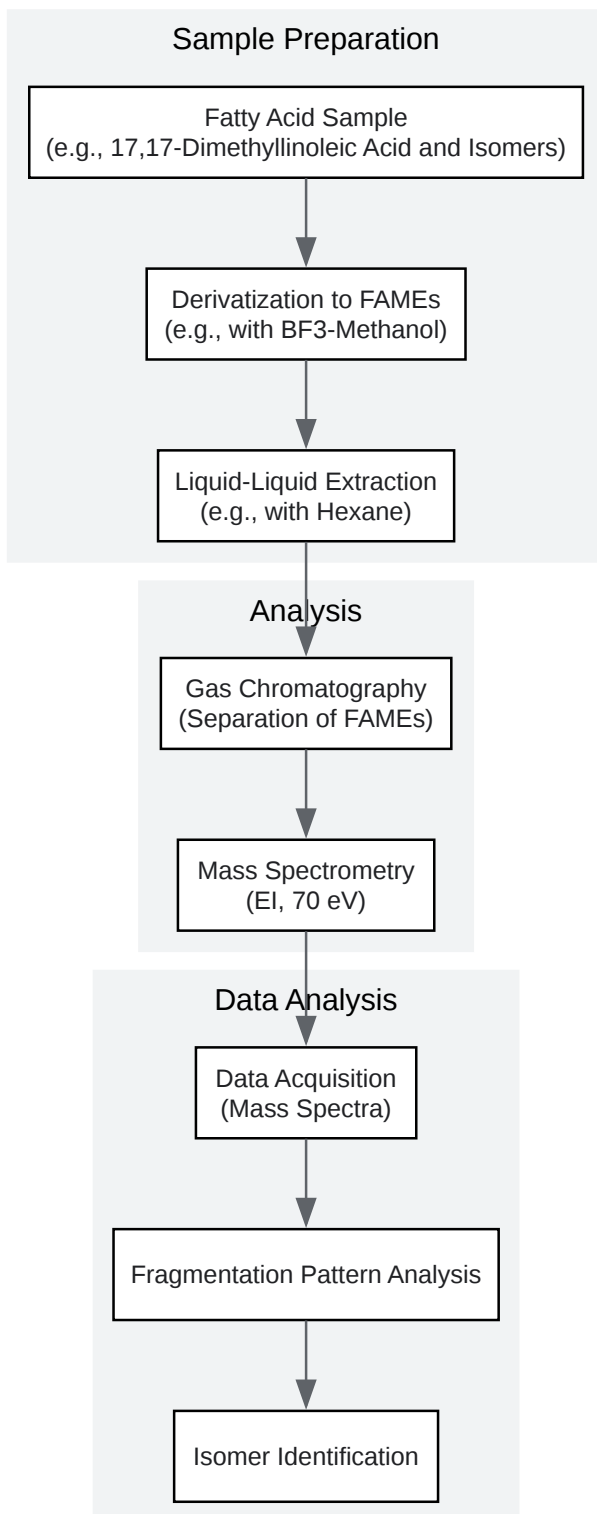 Sample Preparation
Fatty Acid Sample
(e.g., 17,17-Dimethyllinoleic Acid and Isomers)
Derivatization to FAMEs
(e.g., with BF3-Methanol)
Liquid-Liquid Extraction
(e.g., with Hexane)
Analysis
Gas Chromatography
(Separation of FAMEs)
Mass Spectrometry
(EI, 70 eV)
Data Analysis
Data Acquisition
(Mass Spectra)
Fragmentation Pattern Analysis
Isomer Identification